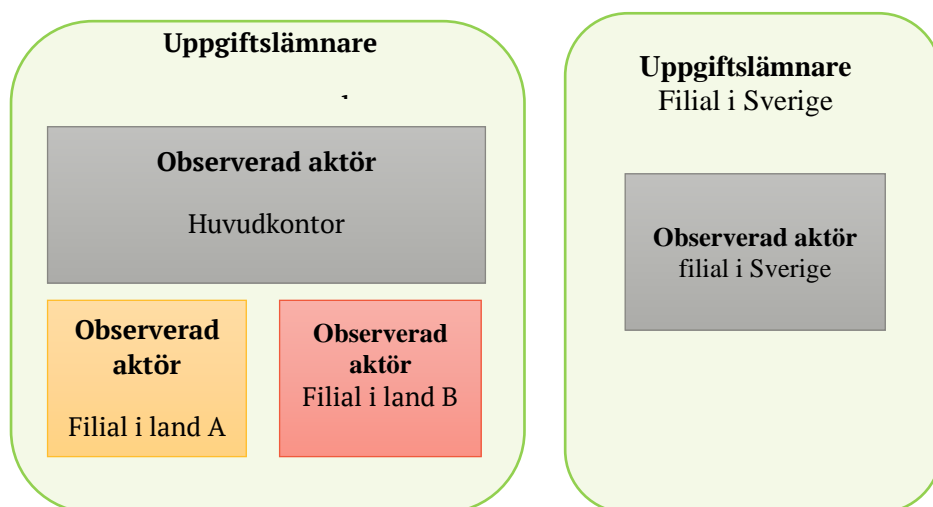 Uppgiftslämnare
Observerad aktör
Huvudkontor
Observerad
aktör
Filial i land A
Observerad
aktör
Filial i land B
Uppgiftslämnare
Filial i Sverige
Observerad aktör
filial i Sverige